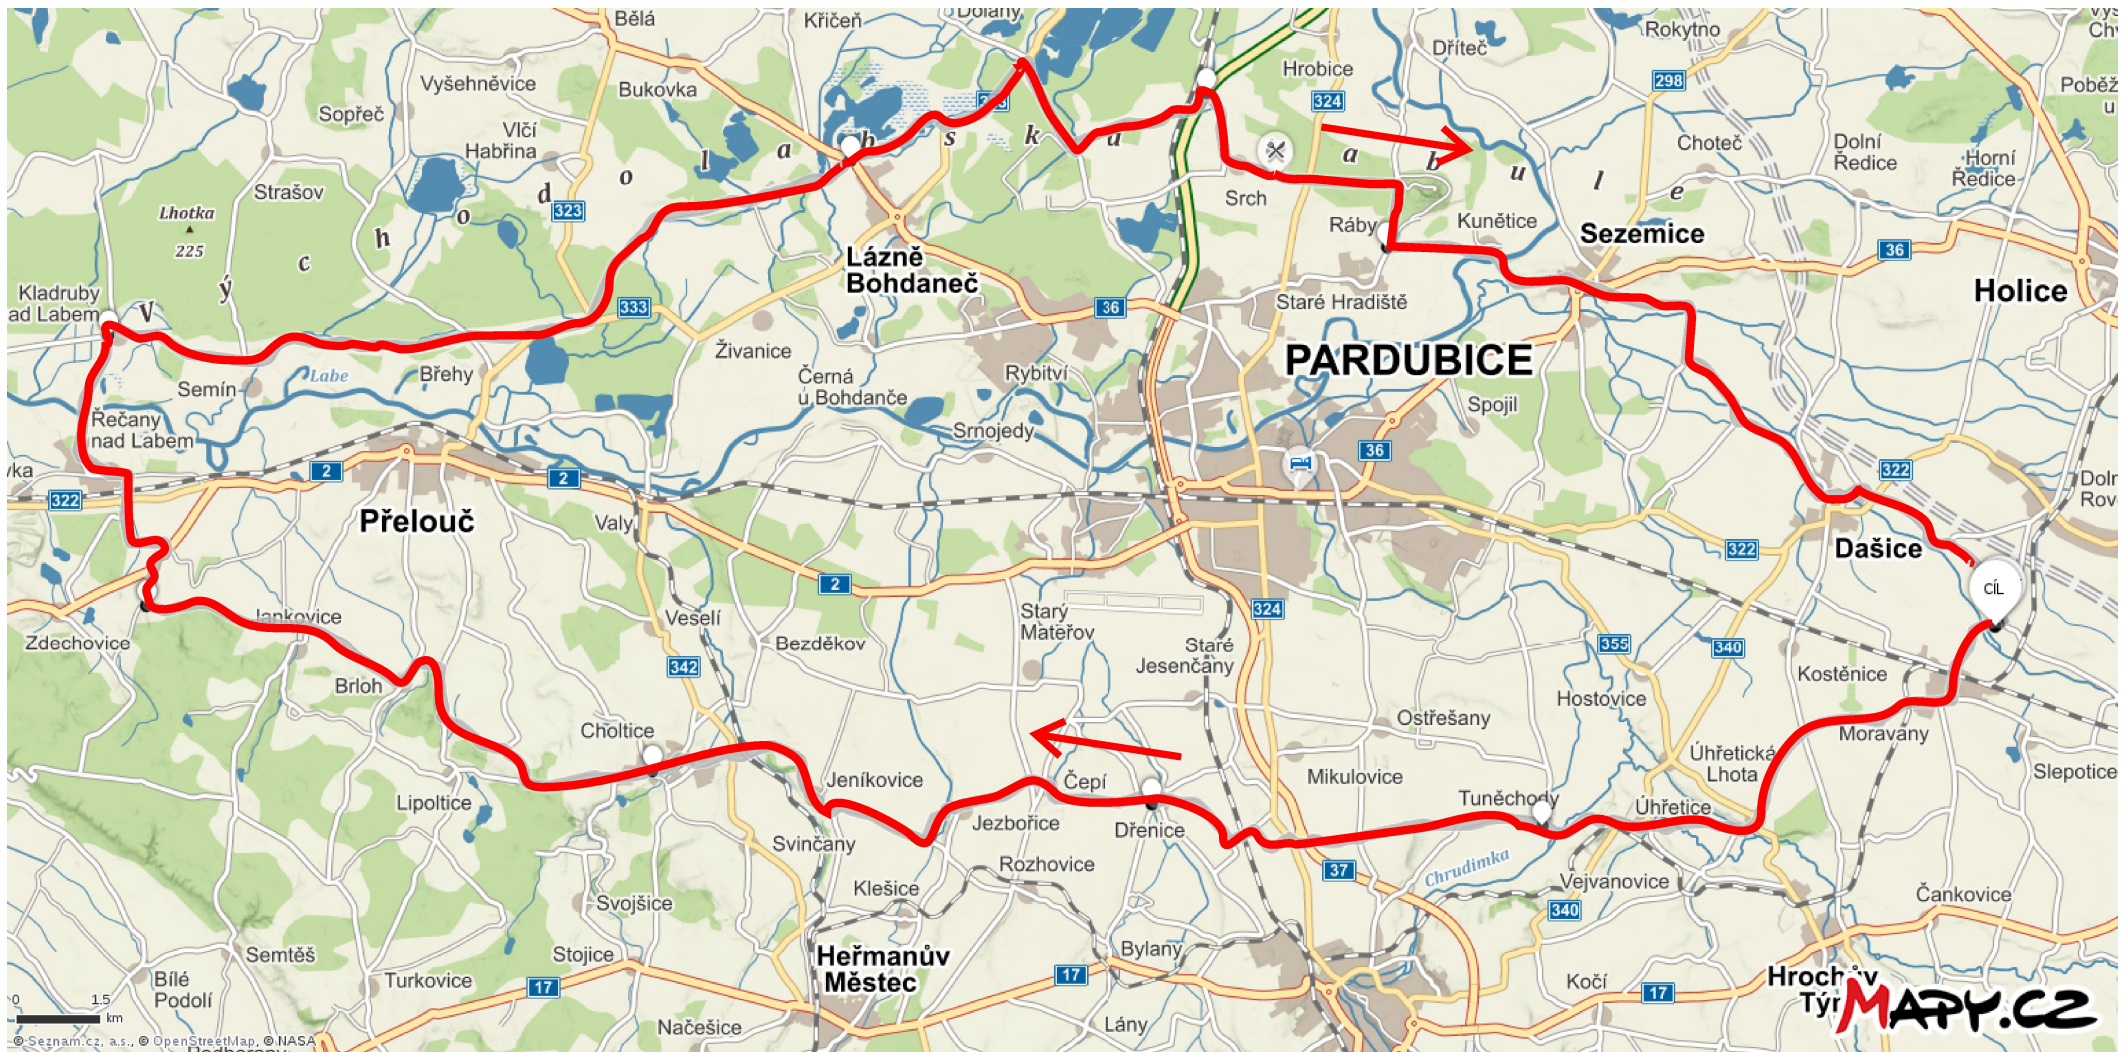 Bělá
Křičeň
Dolany
Dříteč
Rokytno
Vyšehněvice
Bukovka
Hrobice
298
Sopřeč
333
324
Choteč
Dolní
Ředice
Horní
Ředice
Vlčí
Habřina
Strašov
323
Lhotka
225
V ý c h o d o l a b s k á
t a b u l e
Srch
Ráby
Kunětice
Sezemice
36
Holice
Lázně
Bohdaneč
Kladruby
ad Labem
333
36
Staré Hradiště
PARDUBICE
Živanice
Semín
Labe
Břehy
Černá
u Bohdanče
Rybitví
Spojil
Řečany
nad Labem
Srnojedy
36
322
2
2
322
Přelouč
Valy
322
Dašice
2
CÍL
Jankovice
Starý
Mateřov
324
Zdechovice
Veselí
Bezděkov
Staré
Jesenčany
355
340
342
Kostěnice
Brloh
Hostovice
Choltice
Ostřešany
Moravany
Úhřetická
Lhota
Jeníkovice
Čepí
Mikulovice
Slepotice
Lipoltice
Tuněchody
Úhřetice
Jezbořice
Dřenice
Svinčany
Rozhovice
Chrudimka
37
Vejvanovice
Klešice
Čankovice
Svojšice
340
Semtěš
Stojice
Heřmanův
Městec
Bylany
Bílé
Podolí
Turkovice
17
17
Kočí
17
Hrochův
Týn
MAPY.CZ
0
1.5
km
Načešice
Lány
© Seznam.cz, a.s., © OpenStreetMap, © NASA